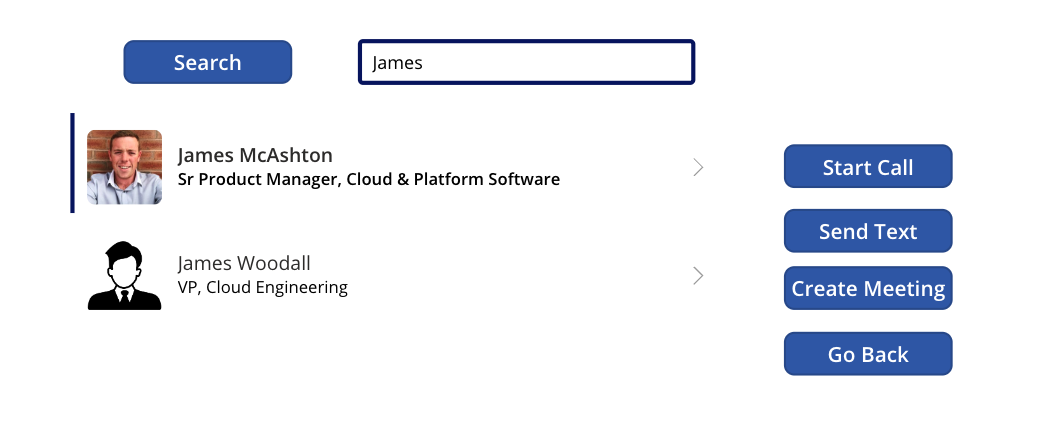 Search
James
James McAshton
Sr Product Manager, Cloud & Platform Software
James Woodall
VP, Cloud Engineering
Start Call
Send Text
Create Meeting
Go Back